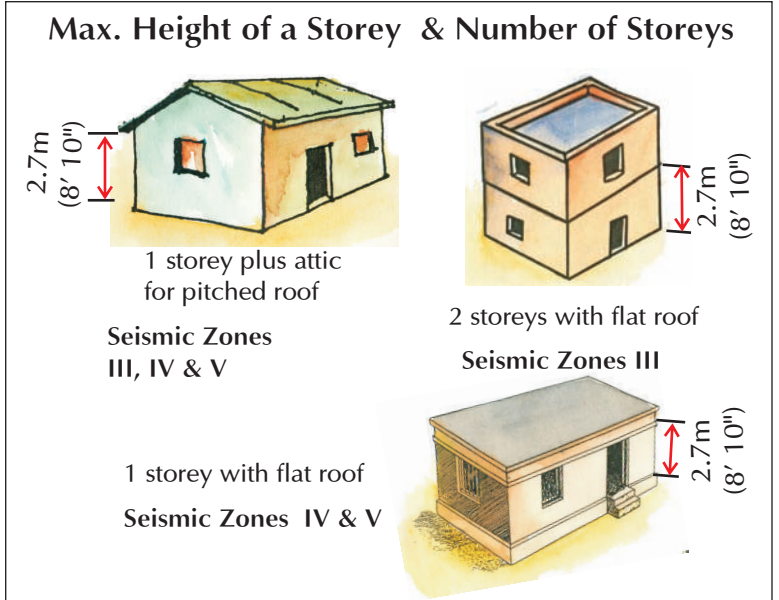 Max. Height of a Storey & Number of Storeys
2.7m
(8' 10")
1 storey plus attic
for pitched roof
Seismic Zones
III, IV & V
2.7m
(8' 10")
2 storeys with flat roof
Seismic Zones III
1 storey with flat roof
Seismic Zones IV & V
2.7m
(8' 10")